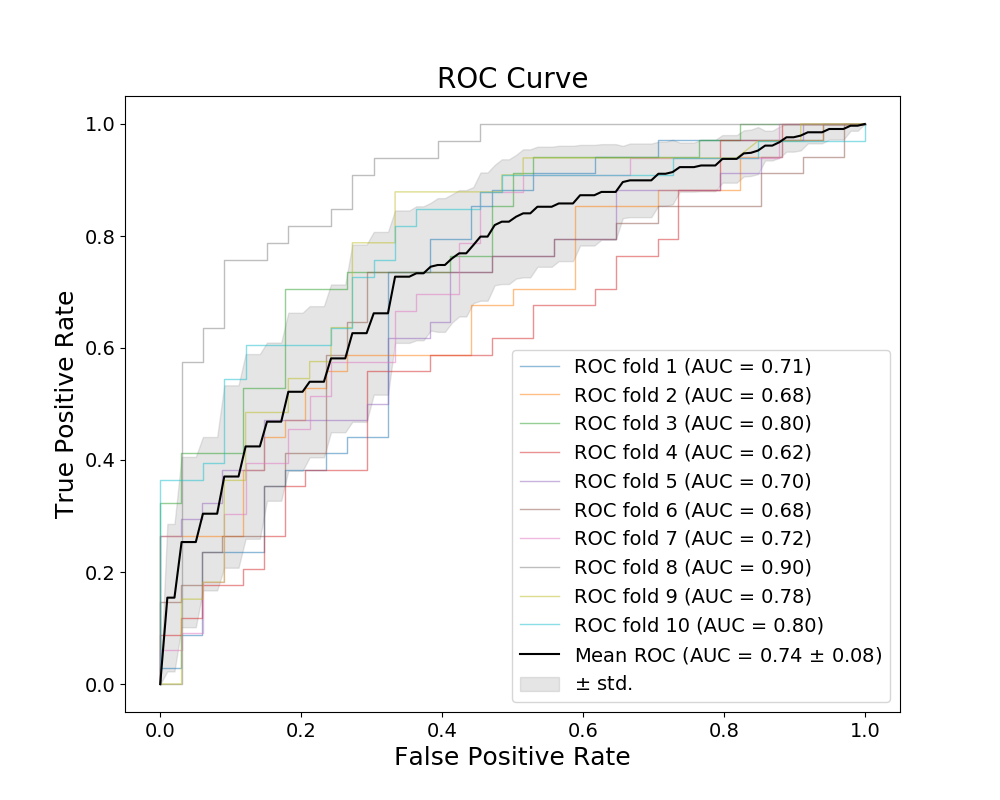 ROC Curve
1.0
0.8
0.6
0.4
0.2
0.0
True Positive Rate
ROC fold 1 (AUC = 0.71)
ROC fold 2 (AUC = 0.68)
ROC fold 3 (AUC = 0.80)
ROC fold 4 (AUC = 0.62)
ROC fold 5 (AUC = 0.70)
ROC fold 6 (AUC = 0.68)
ROC fold 7 (AUC = 0.72)
ROC fold 8 (AUC = 0.90)
ROC fold 9 (AUC = 0.78)
ROC fold 10 (AUC = 0.80)
Mean ROC (AUC = 0.74 ± 0.08)
± std.
0.0 0.2 0.4 0.6 0.8 1.0
False Positive Rate